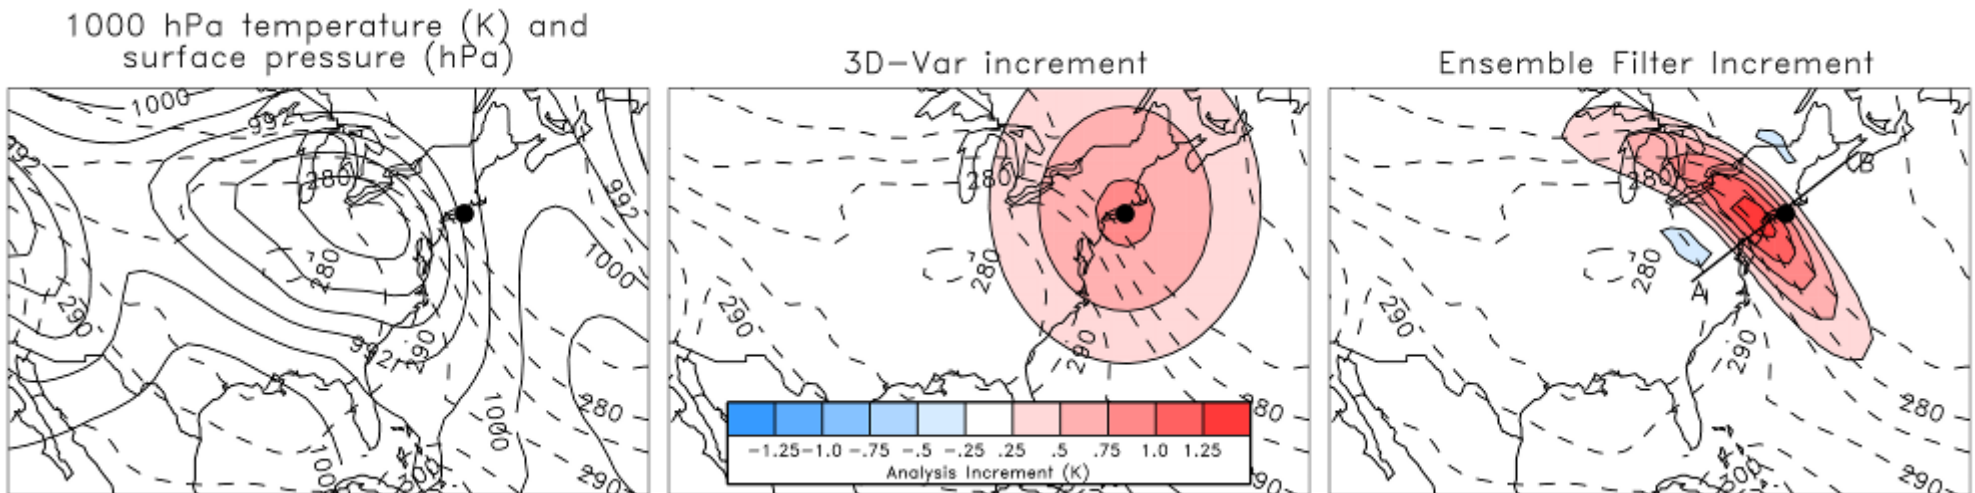 1000 hPa temperature (K) and
surface pressure (hPa)
3D-Var increment
Ensemble Filter Increment
1000
992
280
992
1000
280
290
290
992
280
1000
290
280
280
290
290
-1.25 -1.0 -.75 -.5 -.25 .25 .5 .75 1.0 1.25
Analysis Increment (K)
280
B
280
A
290
290
280
290